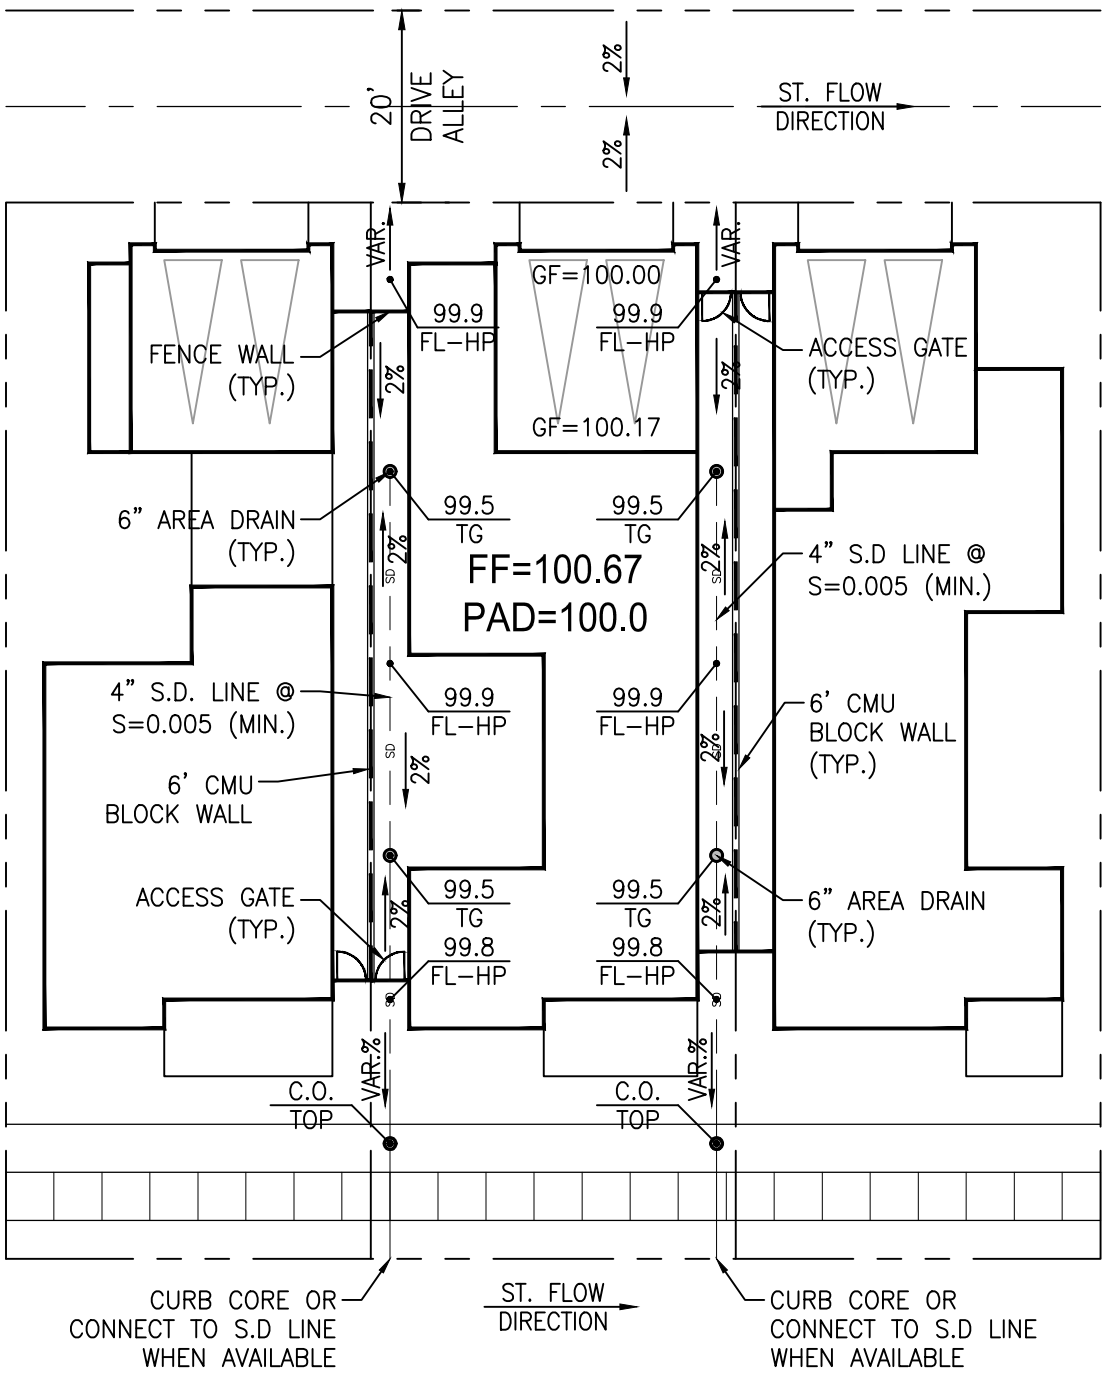 20'
DRIVE
ALLEY
2%
2%
ST. FLOW
DIRECTION
VAR.
VAR.
GF=100.00
99.9
FL-HP
99.9
FL-HP
FENCE WALL
(TYP.)
ACCESS GATE
(TYP.)
2%
2%
GF=100.17
6" AREA DRAIN
(TYP.)
99.5
TG
99.5
TG
2%
SD
2%
SD
FF=100.67
PAD=100.0
4" S.D LINE @
S=0.005 (MIN.)
4" S.D. LINE @
S=0.005 (MIN.)
99.9
FL-HP
99.9
FL-HP
6' CMU
BLOCK WALL
(TYP.)
SD
2%
2%
SD
6' CMU
BLOCK WALL
ACCESS GATE
(TYP.)
99.5
TG
99.5
TG
2%
2%
6" AREA DRAIN
(TYP.)
99.8
FL-HP
99.8
FL-HP
SD
SD
VAR.%
VAR.%
C.O.
TOP
C.O.
TOP
CURB CORE OR
CONNECT TO S.D LINE
WHEN AVAILABLE
ST. FLOW
DIRECTION
CURB CORE OR
CONNECT TO S.D LINE
WHEN AVAILABLE